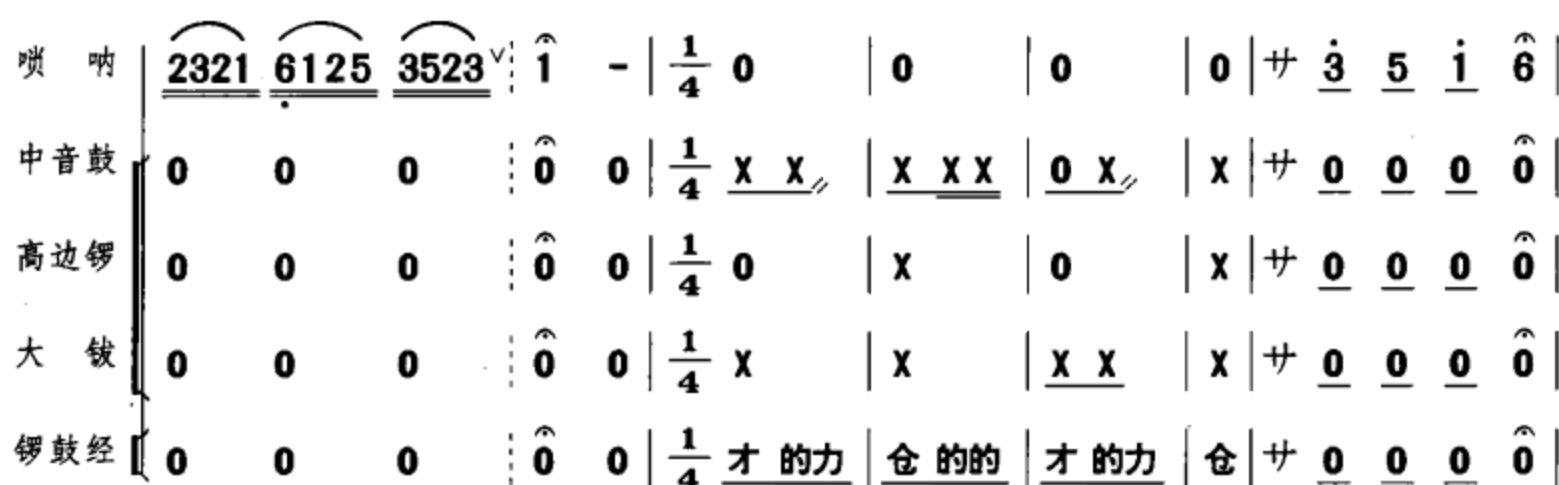 唢呐 2321 6125 3523 ∨ 1 - 1/4 0 0 0 0 サ 3 5 1 6
中音鼓 0 0 0 0 0 1/4 X X X X X 0 X X サ 0 0 0 0
高边锣 0 0 0 0 0 1/4 0 X 0 X サ 0 0 0 0
大钹 0 0 0 0 0 1/4 X X X X X サ 0 0 0 0
锣鼓经 0 0 0 0 0 1/4 才 的力 仓 的的 才 的力 仓 サ 0 0 0 0